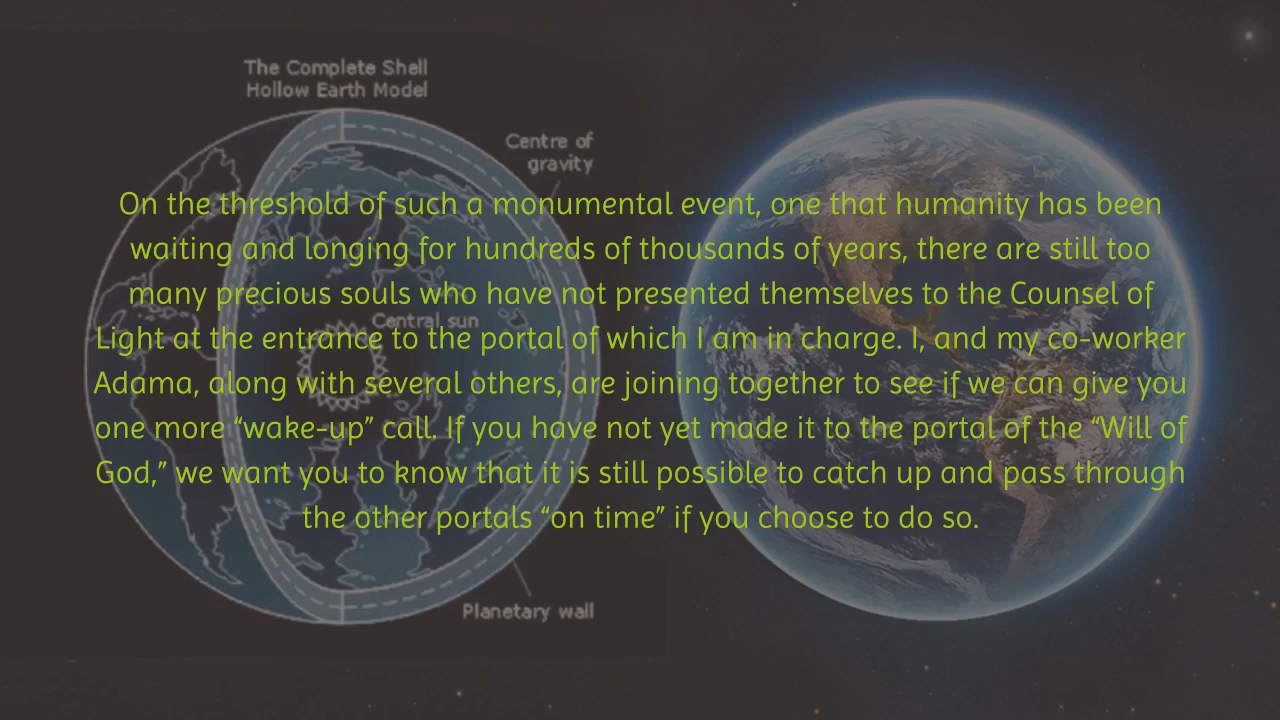 The Complete Shell
Hollow Earth Model
Centre of
gravity
On the threshold of such a monumental event, one that humanity has been
waiting and longing for hundreds of thousands of years, there are still too
many precious souls who have not presented themselves to the Counsel of
Central sun
Light at the entrance to the portal of which I am in charge. I, and my co-worker
Adama, along with several others, are joining together to see if we can give you
one more “wake-up” call. If you have not yet made it to the portal of the “Will of
God,” we want you to know that it is still possible to catch up and pass through
the other portals “on time” if you choose to do so.
Planetary wall